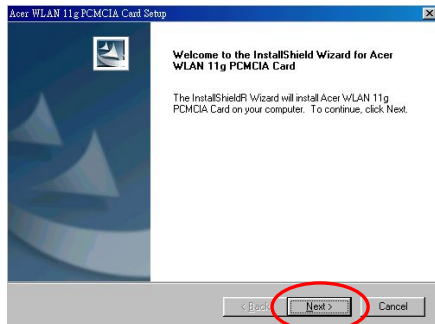 Acer WLAN 11g PCMCIA Card Setup
Welcome to the InstallShield Wizard for Acer
WLAN 11g PCMCIA Card
The InstallShieldR Wizard will install Acer WLAN 11g
PCMCIA Card on your computer. To continue, click Next.
< Back Next > Cancel